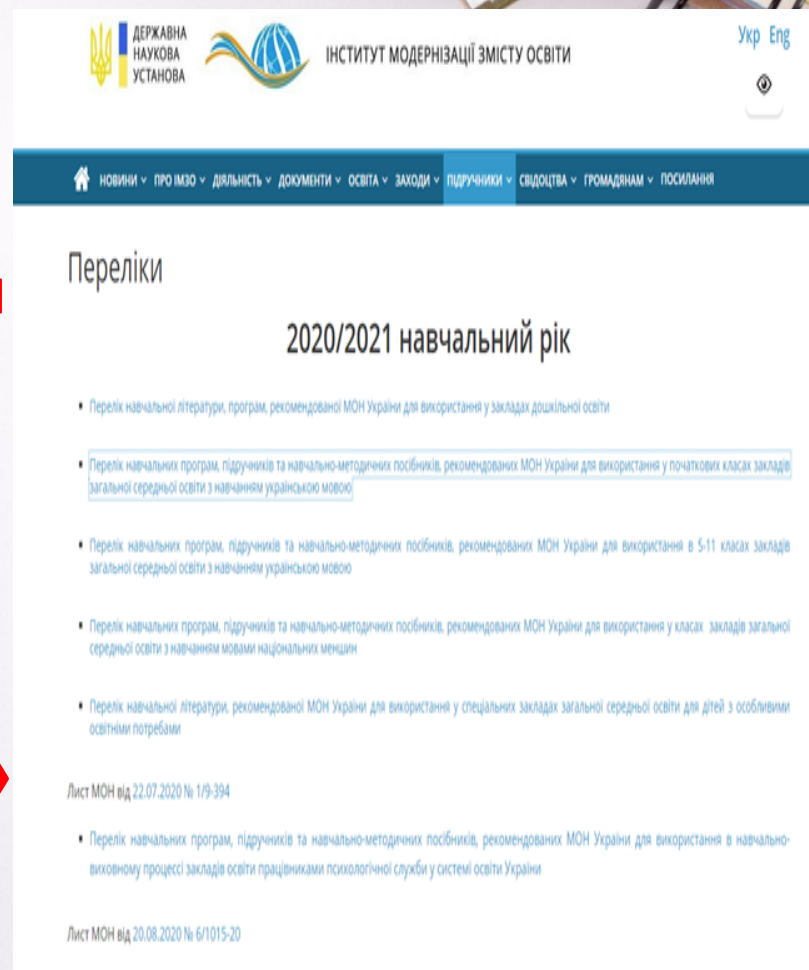 ДЕРЖАВНА
НАУКОВА
УСТАНОВА
ІНСТИТУТ МОДЕРНІЗАЦІЇ ЗМІСТУ ОСВІТИ
Укр Eng
НОВИНИ ПРО ІМЗО ДІЯЛЬНІСТЬ ДОКУМЕНТИ ОСВІТА ЗАХОДИ ПІДРУЧНИКИ СВІДОЦТВА ГРОМАДЯНАМ ПОСИЛАННЯ
Переліки
2020/2021 навчальний рік
▪ Перелік навчальної літератури, програм, рекомендованої МОН України для використання у закладах дошкільної освіти
▪ Перелік навчальних програм, підручників та навчально-методичних посібників, рекомендованих МОН України для використання у початкових класах закладів
загальної середньої освіти з навчанням українською мовою
▪ Перелік навчальних програм, підручників та навчально-методичних посібників, рекомендованих МОН України для використання в 5-11 класах закладів
загальної середньої освіти з навчанням українською мовою
▪ Перелік навчальних програм, підручників та навчально-методичних посібників, рекомендованих МОН України для використання у класах закладів загальної
середньої освіти з навчанням мовами національних меншин
▪ Перелік навчальної літератури, рекомендованої МОН України для використання у спеціальних закладах загальної середньої освіти для дітей з особливими
освітніми потребами
Лист МОН від 22.07.2020 № 1/9-394
▪ Перелік навчальних програм, підручників та навчально-методичних посібників, рекомендованих МОН України для використання в навчально-
виховному процессі закладів освіти працівниками психологічної служби у системі освіти України
Лист МОН від 20.08.2020 № 6/1015-20